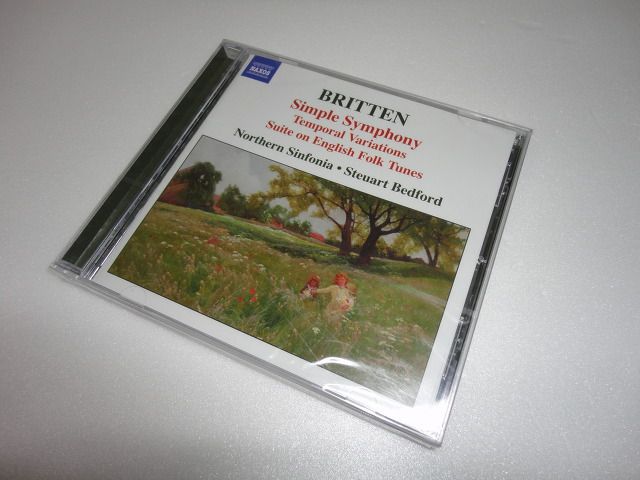 NAXOS
BRITTEN
Simple Symphony
Temporal Variations
Suite on English Folk Tunes
Northern Sinfonia • Steuart Bedford